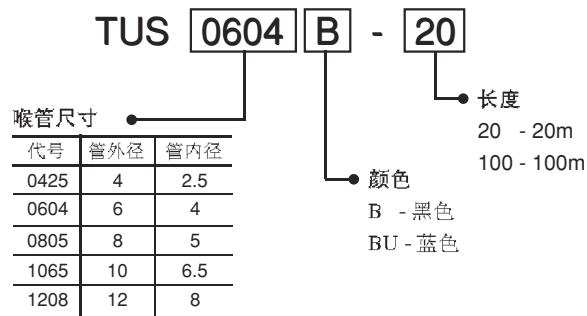 TUS 0604 B - 20
长度
20 - 20m
100 - 100m
喉管尺寸
代号 管外径 管内径
0425 4 2.5
0604 6 4
0805 8 5
1065 10 6.5
1208 12 8
颜色
B - 黑色
BU - 蓝色